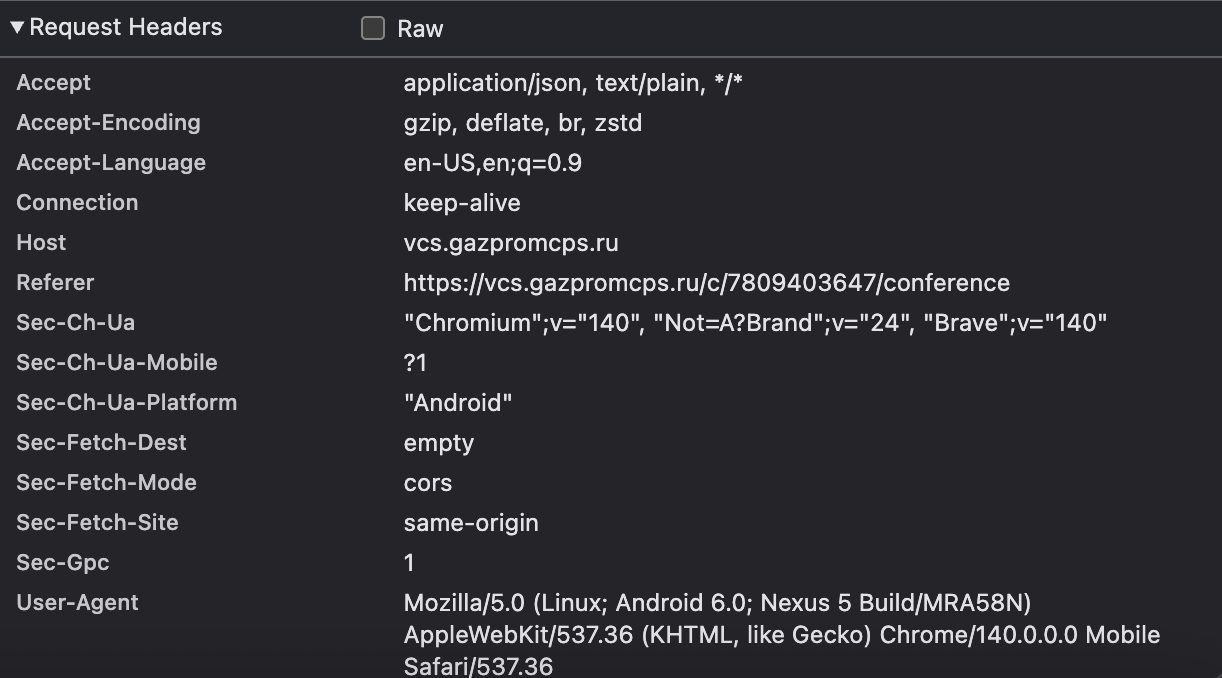 ▼Request Headers Raw
Accept application/json, text/plain, */*
Accept-Encoding gzip, deflate, br, zstd
Accept-Language en-US,en;q=0.9
Connection keep-alive
Host vcs.gazpromcps.ru
Referer https://vcs.gazpromcps.ru/c/7809403647/conference
Sec-Ch-Ua "Chromium";v="140", "Not=A?Brand";v="24", "Brave";v="140"
Sec-Ch-Ua-Mobile ?1
Sec-Ch-Ua-Platform "Android"
Sec-Fetch-Dest empty
Sec-Fetch-Mode cors
Sec-Fetch-Site same-origin
Sec-Gpc 1
User-Agent Mozilla/5.0 (Linux; Android 6.0; Nexus 5 Build/MRA58N)
AppleWebKit/537.36 (KHTML, like Gecko) Chrome/140.0.0.0 Mobile
Safari/537.36